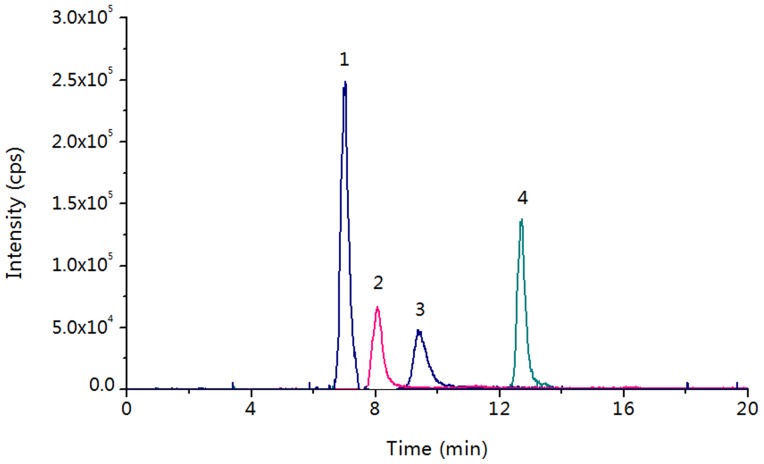 3.0x10⁵
1
2.5x10⁵
2.0x10⁵
4
1.5x10⁵
Intensity (cps)
1.0x10⁵
2
3
5.0x10⁴
0.0
0 4 8 12 16 20
Time (min)